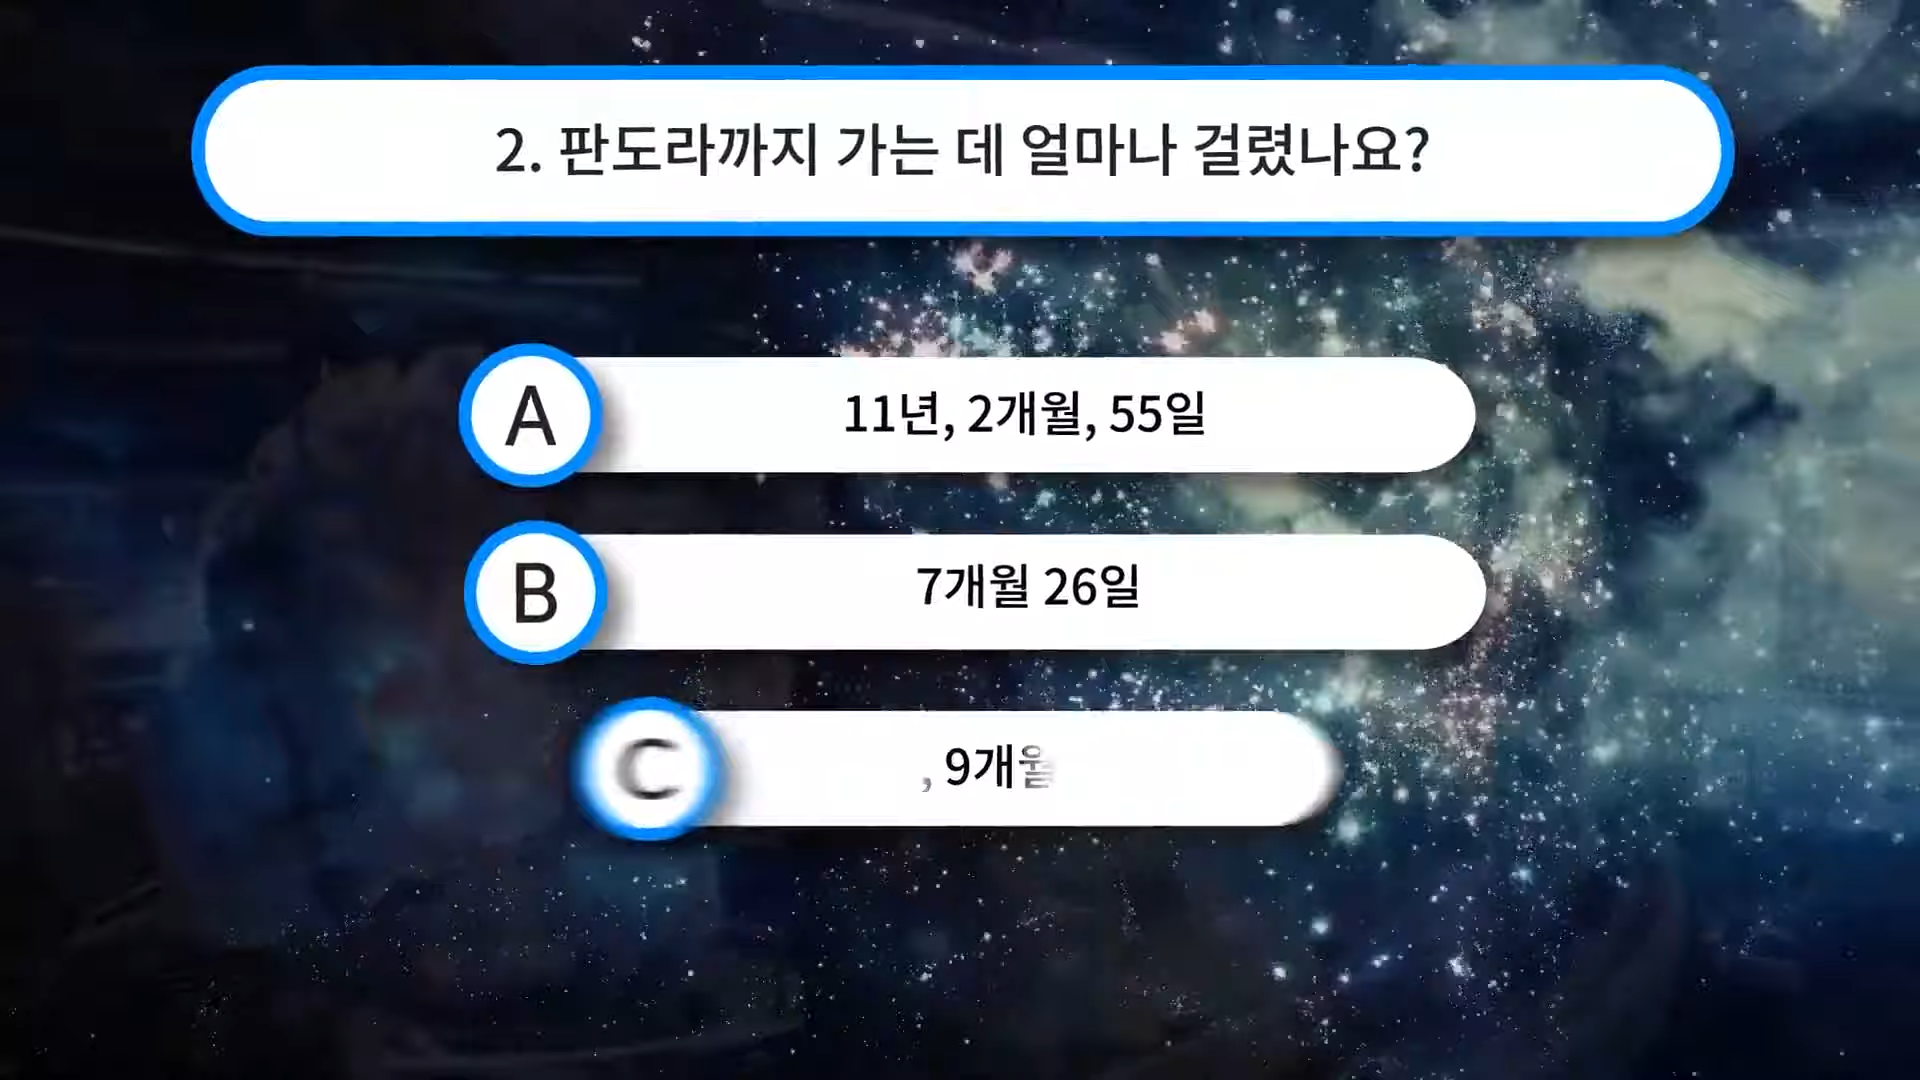 2. 판도라까지 가는 데 얼마나 걸렸나요?
A
11년, 2개월, 55일
B
7개월 26일
C
, 9개월